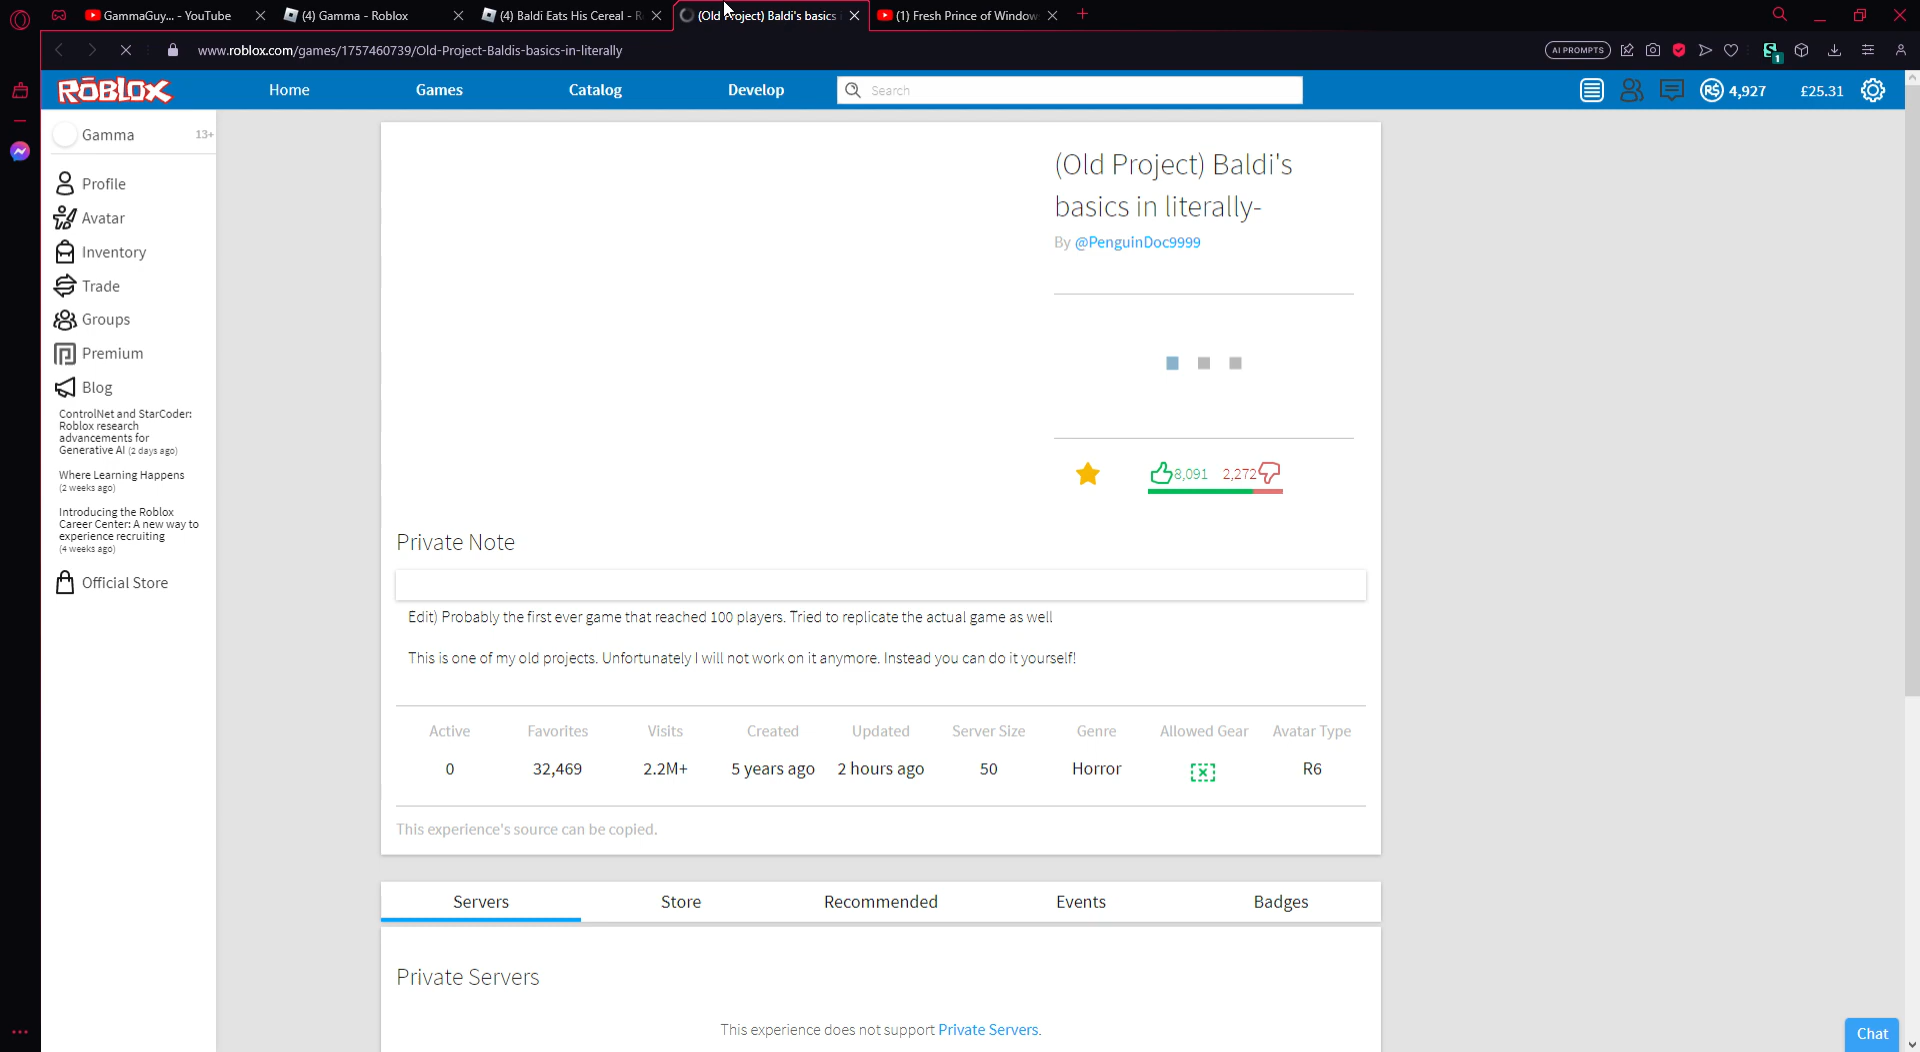 GammaGuy... - YouTube
(4) Gamma - Roblox
(4) Baldi Eats His Cereal - R
(Old Project) Baldi's basics
(1) Fresh Prince of Window
www.roblox.com/games/1757460739/Old-Project-Baldis-basics-in-literally
AI PROMPTS
1
ROBLOX
Home
Games
Catalog
Develop
Search
R$ 4,927
£25.31
Gamma
13+
Profile
Avatar
Inventory
Trade
Groups
Premium
Blog
ControlNet and StarCoder:
Roblox research
advancements for
Generative AI (2 days ago)
Where Learning Happens
(2 weeks ago)
Introducing the Roblox
Career Center: A new way to
experience recruiting
(4 weeks ago)
Official Store
(Old Project) Baldi's
basics in literally-
By @PenguinDoc9999
8,091 2,272
Private Note
Edit) Probably the first ever game that reached 100 players. Tried to replicate the actual game as well
This is one of my old projects. Unfortunately I will not work on it anymore. Instead you can do it yourself!
Active Favorites Visits Created Updated Server Size Genre Allowed Gear Avatar Type
0 32,469 2.2M+ 5 years ago 2 hours ago 50 Horror R6
This experience's source can be copied.
Servers Store Recommended Events Badges
Private Servers
This experience does not support Private Servers.
Chat